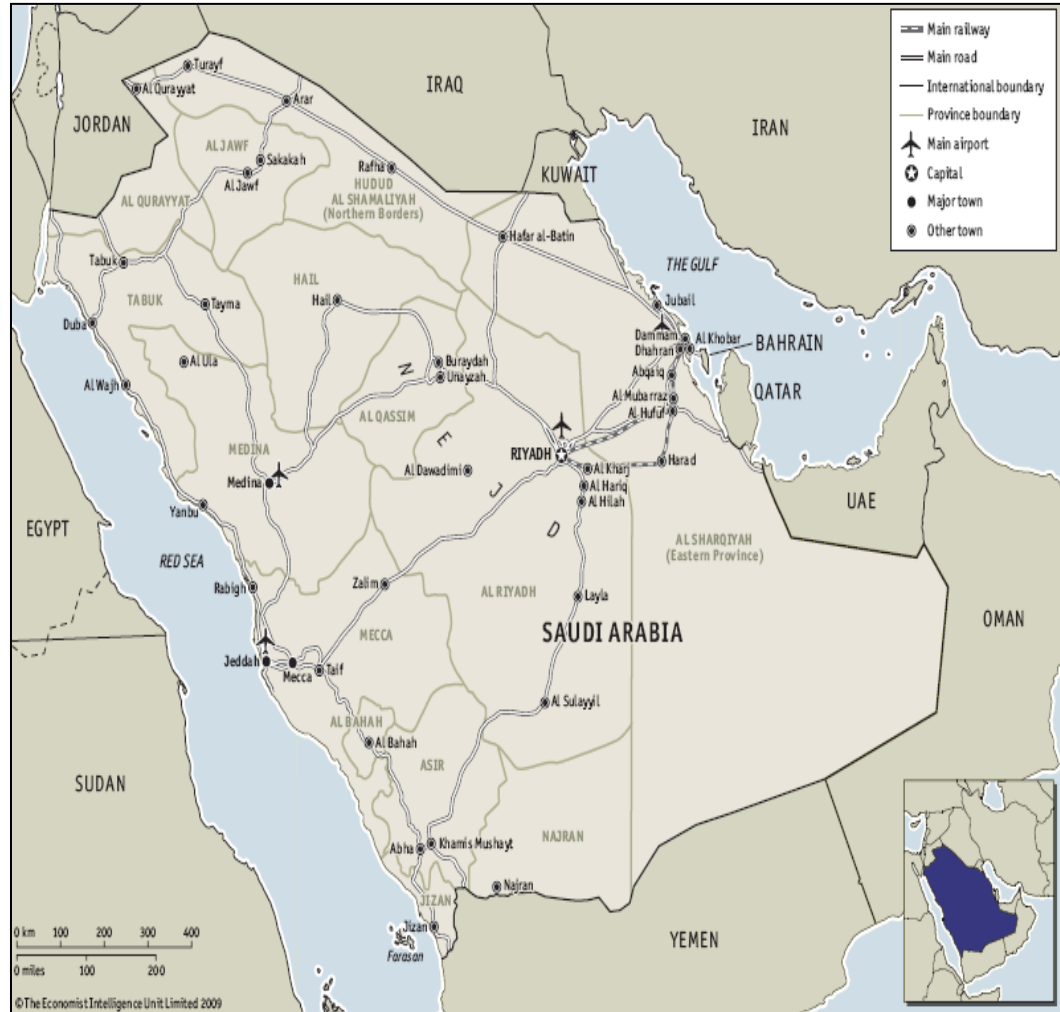 Main railway
Main road
International boundary
Province boundary
Main airport
Capital
Major town
Other town
IRAQ
IRAN
JORDAN
KUWAIT
Turayf
Al Qurayyat
Arar
AL JAWF
Sakakah
Al Jawf
Rafha
HUDUD
AL SHAMALIYAH
(Northern Borders)
AL QURAYYAT
Hafar al-Batin
Tabuk
THE GULF
HAIL
TABUK
Tayma
Hail
Jubail
Duba
Dammam
Al Khobar
Dhahran
BAHRAIN
Al Ula
Buraydah
Unayzah
Abqaiq
Al Wajh
QATAR
Al Mubarraz
Al Hufūf
AL QASSIM
NEJD
MEDINA
RIYADH
Al Dawadimi
Al Kharj
Harad
Medina
Al Hariq
Al Hilah
Yanbu
UAE
EGYPT
RED SEA
AL SHARQIYAH
(Eastern Province)
Rabigh
Zalim
AL RIYADH
Layla
MECCA
SAUDI ARABIA
OMAN
Jeddah
Mecca
Taif
Al Sulayyil
AL BAHAH
Al Bahah
ASIR
SUDAN
NAJRAN
Abha
Khamis Mushayt
Najran
JIZAN
Jizan
Farasan
YEMEN
0 km 100 200 300 400
0 miles 100 200
©The Economist Intelligence Unit Limited 2009